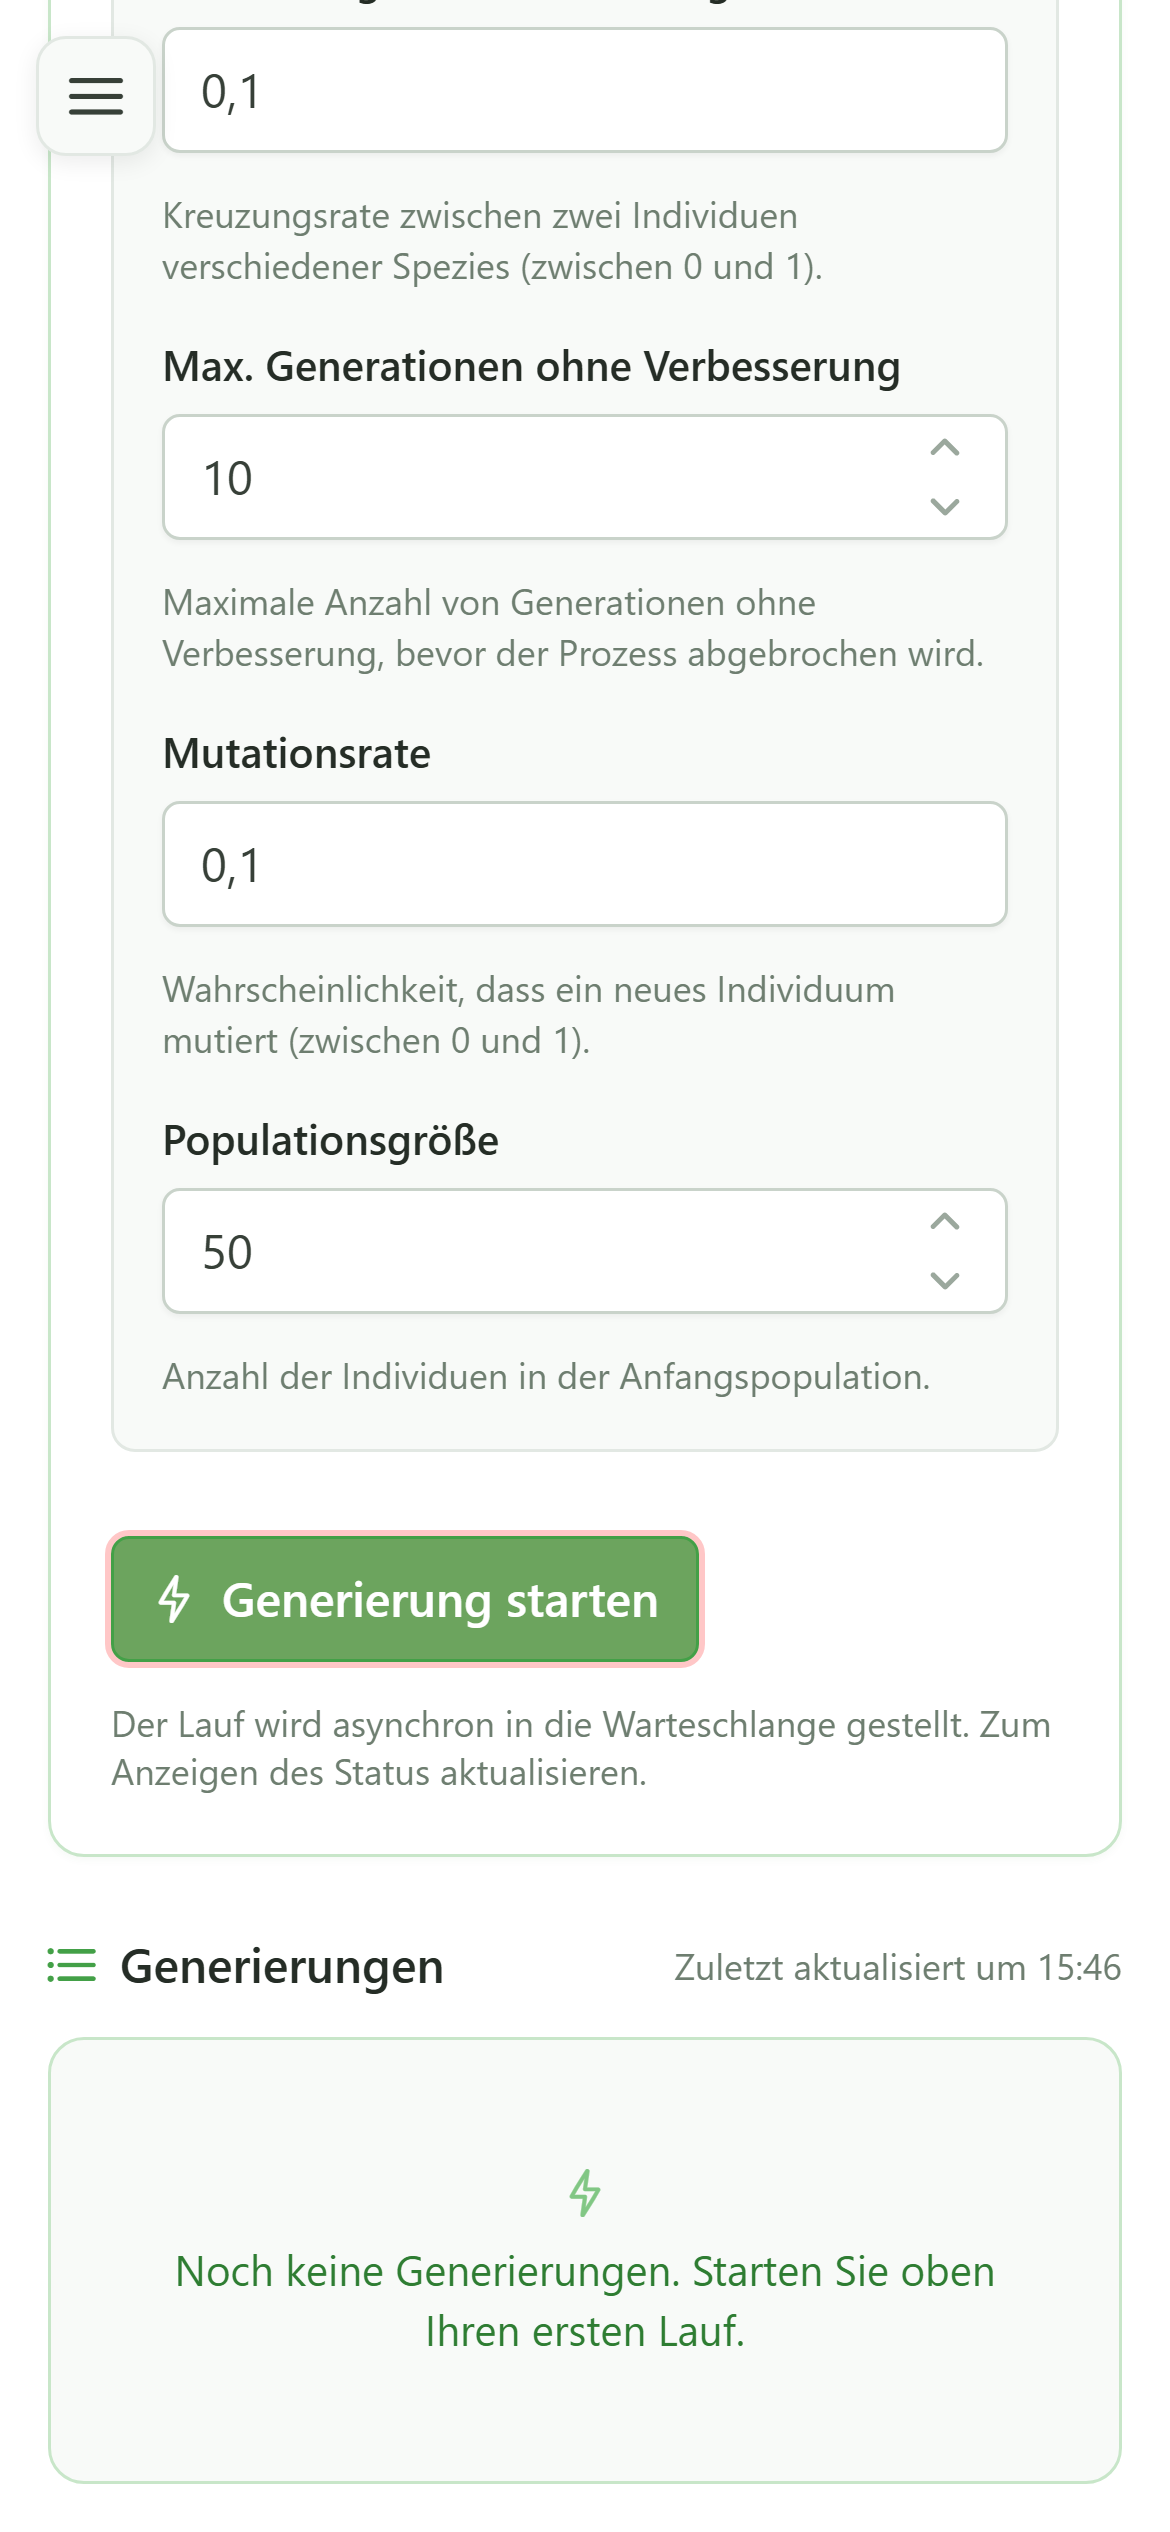 0,1
Kreuzungsrate zwischen zwei Individuen
verschiedener Spezies (zwischen 0 und 1).
Max. Generationen ohne Verbesserung
10
Maximale Anzahl von Generationen ohne
Verbesserung, bevor der Prozess abgebrochen wird.
Mutationsrate
0,1
Wahrscheinlichkeit, dass ein neues Individuum
mutiert (zwischen 0 und 1).
Populationsgröße
50
Anzahl der Individuen in der Anfangspopulation.
Generierung starten
Der Lauf wird asynchron in die Warteschlange gestellt. Zum
Anzeigen des Status aktualisieren.
Generierungen
Zuletzt aktualisiert um 15:46
Noch keine Generierungen. Starten Sie oben
Ihren ersten Lauf.